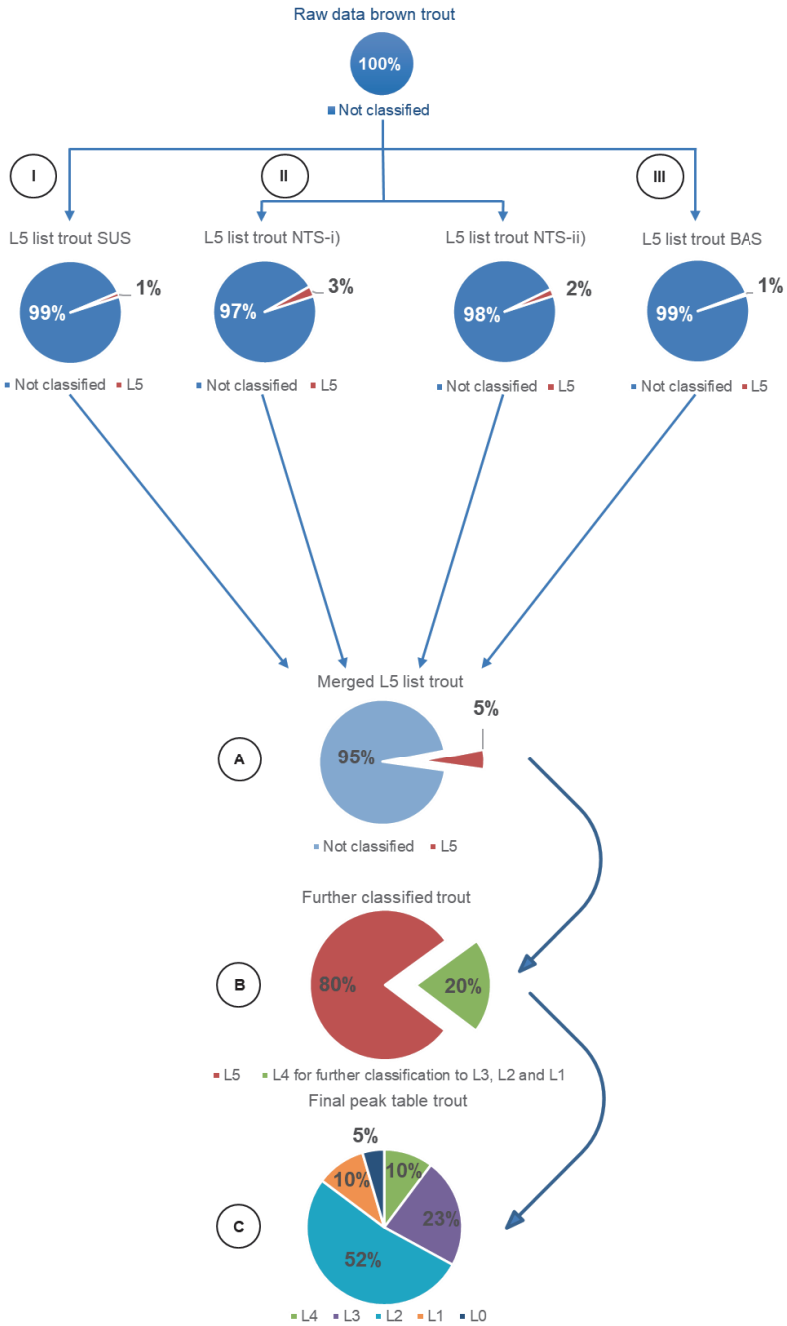 Raw data brown trout
100%
Not classified
I
II
III
L5 list trout SUS
L5 list trout NTS-i)
L5 list trout NTS-ii)
L5 list trout BAS
99%
1%
97%
3%
98%
2%
99%
1%
Not classified L5
Not classified L5
Not classified L5
Not classified L5
Merged L5 list trout
5%
95%
A
Not classified L5
Further classified trout
B
80%
20%
L5 L4 for further classification to L3, L2 and L1
Final peak table trout
5%
10%
10%
23%
C
52%
L4 L3 L2 L1 L0